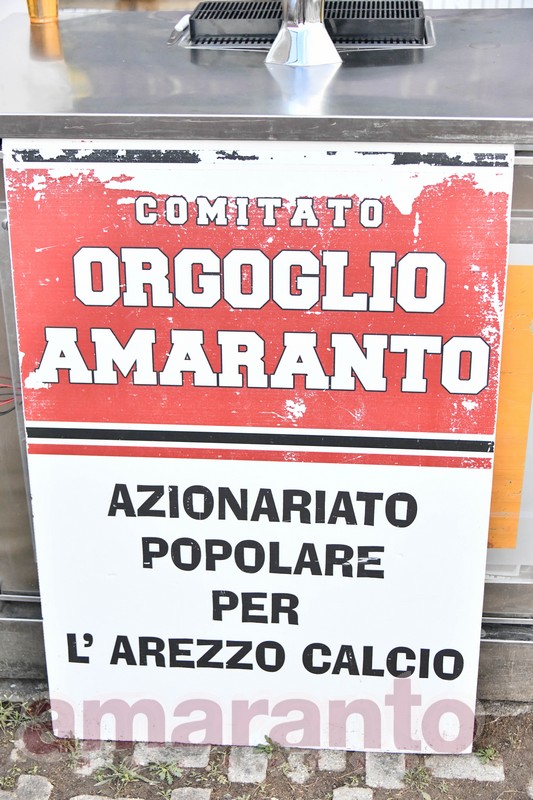 COMITATO
ORGOGLIO
AMARANTO
AZIONARIATO
POPOLARE
PER
L' AREZZO CALCIO
amaranto